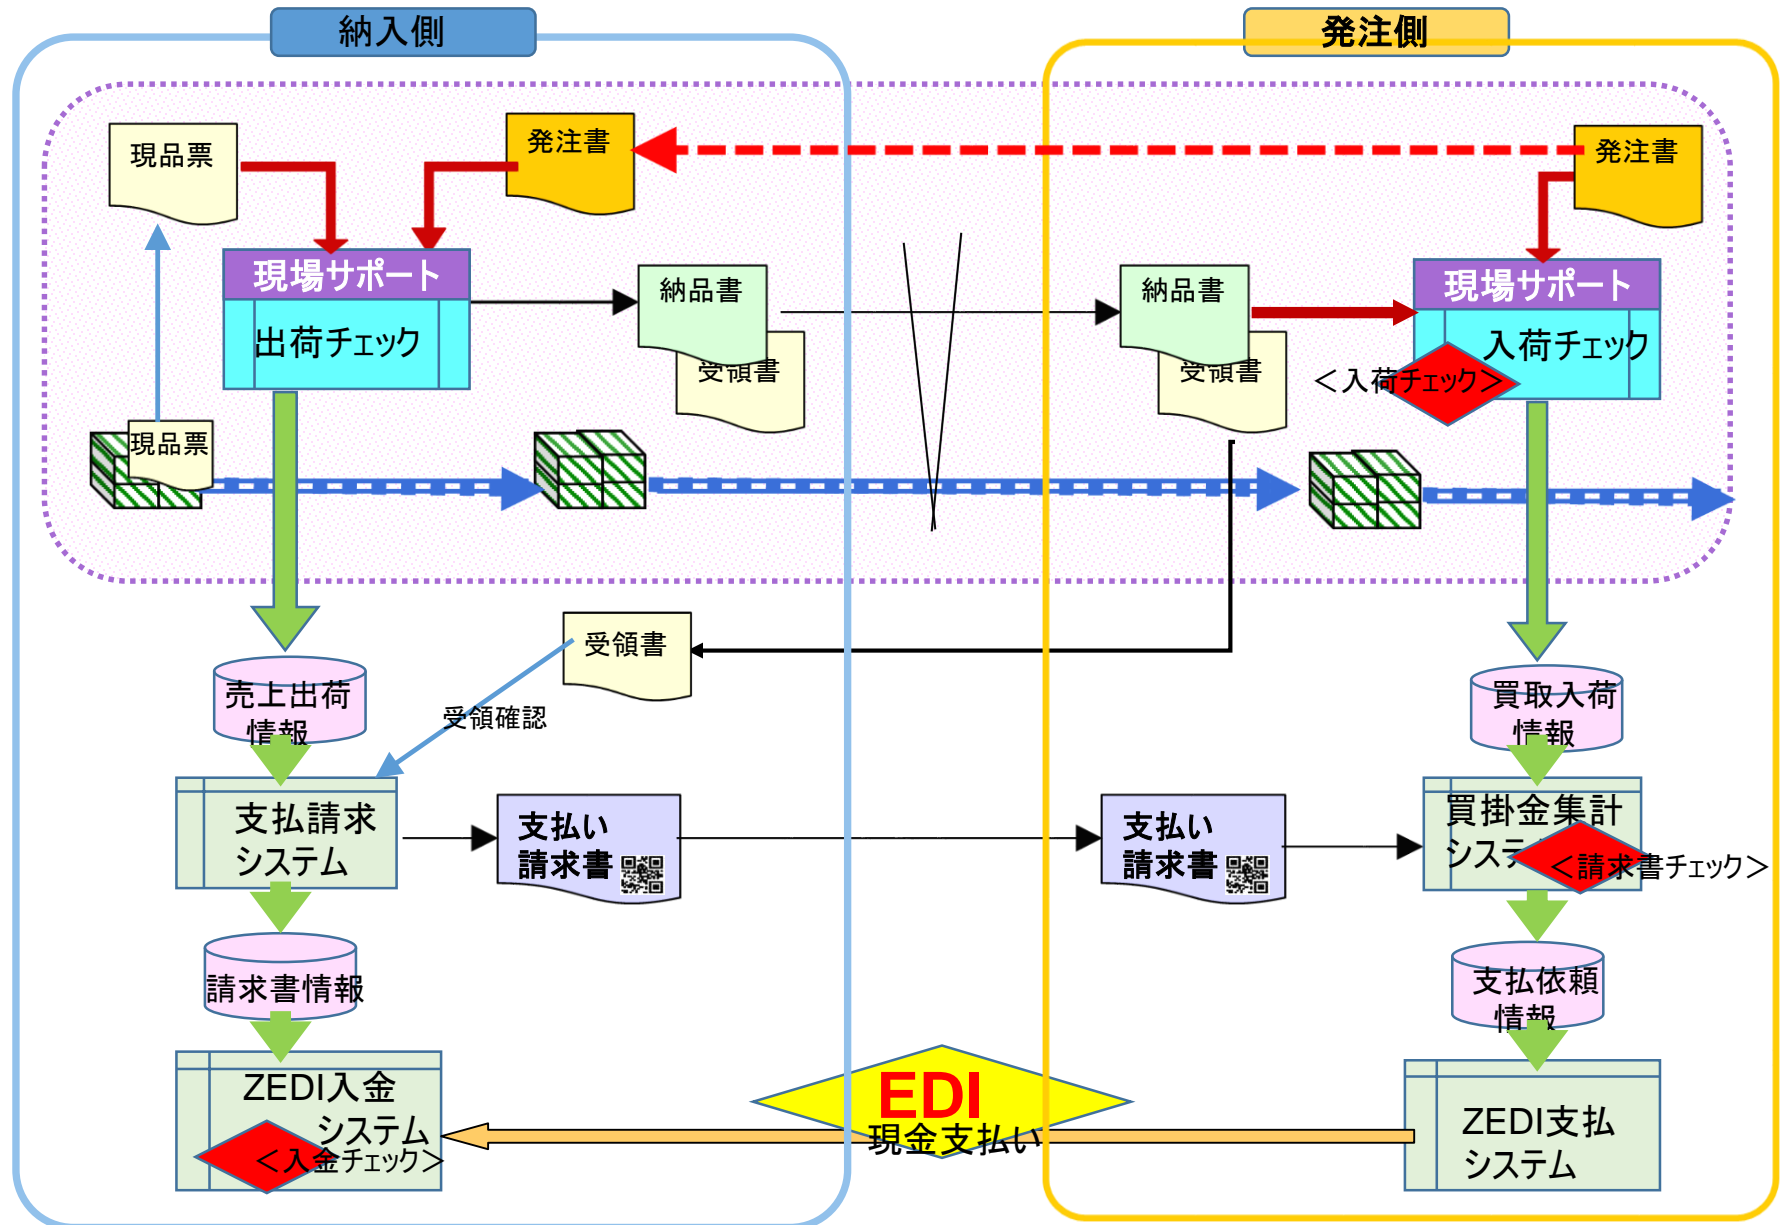 納入側
発注側
現品票
発注書
発注書
現場サポート
出荷チェック
納品書
受領書
納品書
受領書
現場サポート
入荷チェック
＜入荷チェック＞
現品票
受領書
受領確認
売上出荷
情報
買取入荷
情報
支払請求
システム
支払い
請求書
支払い
請求書
買掛金集計
システム
＜請求書チェック＞
請求書情報
支払依頼
情報
ZEDI入金
システム
＜入金チェック＞
EDI
現金支払い
ZEDI支払
システム